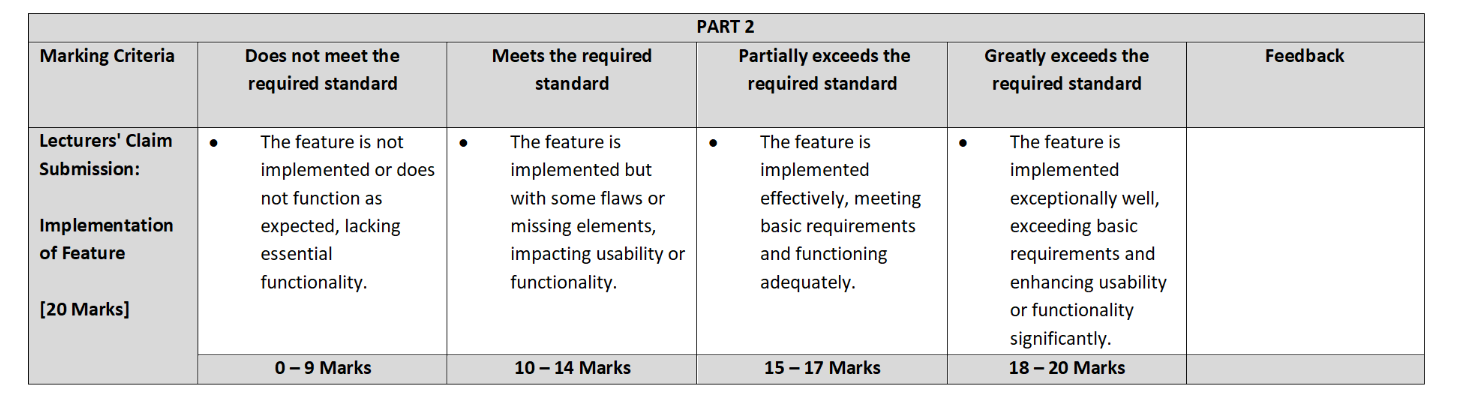 PART 2
Marking Criteria
Does not meet the
required standard
Meets the required
standard
Partially exceeds the
required standard
Greatly exceeds the
required standard
Feedback
Lecturers' Claim
Submission:
Implementation
of Feature
[20 Marks]
● The feature is not
implemented or does
not function as
expected, lacking
essential
functionality.
● The feature is
implemented but
with some flaws or
missing elements,
impacting usability or
functionality.
● The feature is
implemented
effectively, meeting
basic requirements
and functioning
adequately.
● The feature is
implemented
exceptionally well,
exceeding basic
requirements and
enhancing usability
or functionality
significantly.
0 – 9 Marks
10 – 14 Marks
15 – 17 Marks
18 – 20 Marks